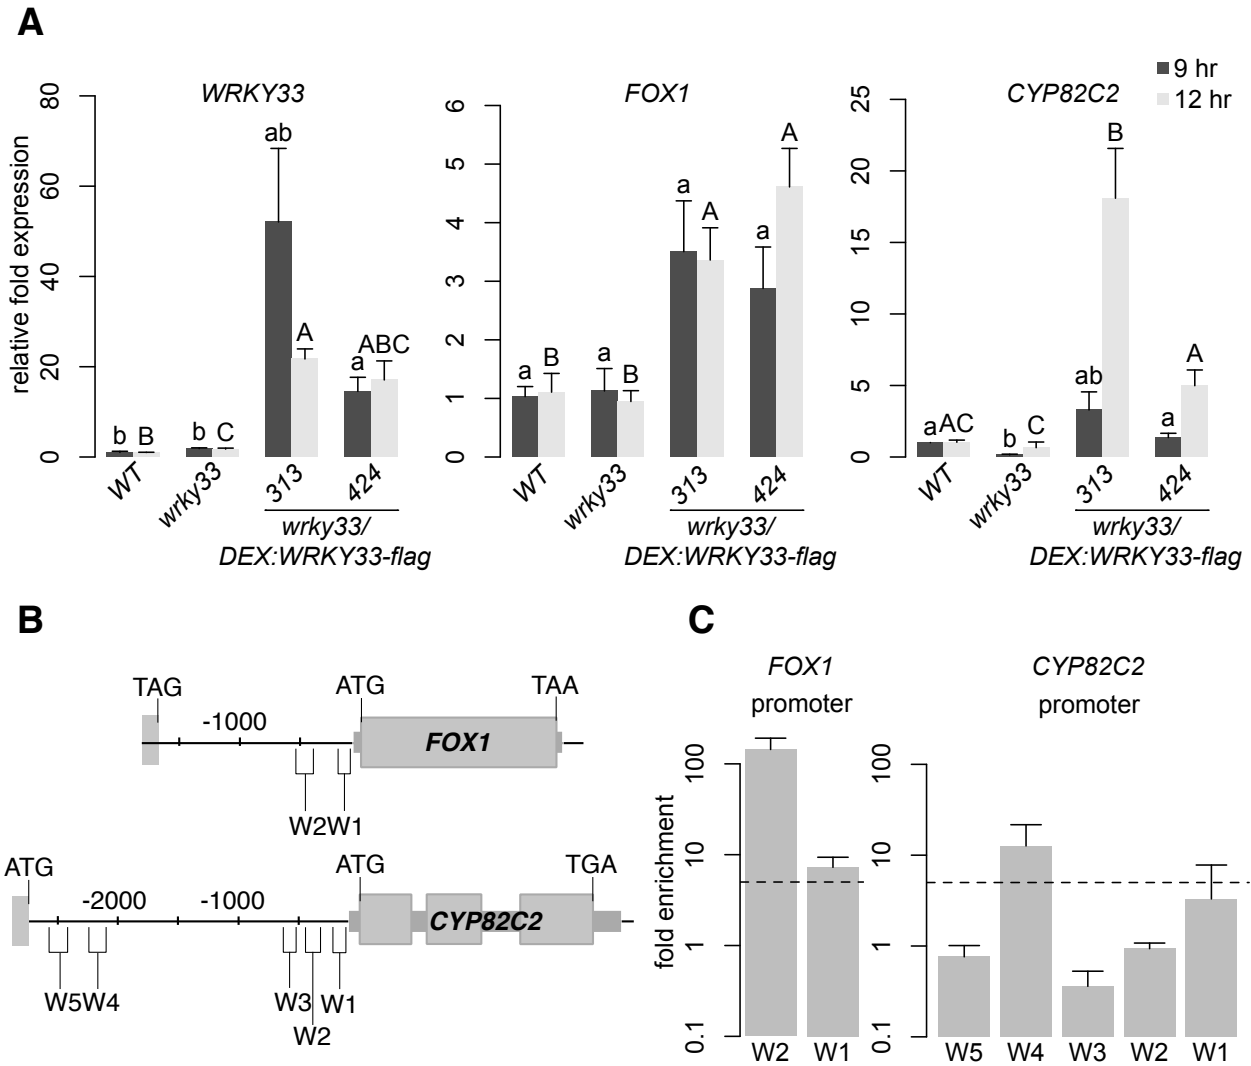 A
WRKY33
FOX1
CYP82C2
9 hr
12 hr
relative fold expression
80
60
40
20
0
ab
A
a
ABC
b
B
b
C
WT
wrky33
313
424
wrky33/
DEX:WRKY33-flag
6
5
4
3
2
1
0
a
B
a
B
a
A
a
A
WT
wrky33
313
424
wrky33/
DEX:WRKY33-flag
25
20
15
10
5
0
a
AC
b
C
ab
B
a
A
WT
wrky33
313
424
wrky33/
DEX:WRKY33-flag
B
TAG
ATG
TAA
-1000
FOX1
W2
W1
ATG
ATG
TGA
-2000
-1000
CYP82C2
W5
W4
W3
W1
W2
C
FOX1
promoter
CYP82C2
promoter
fold enrichment
100
10
1
0.1
W2
W1
100
10
1
0.1
W5
W4
W3
W2
W1